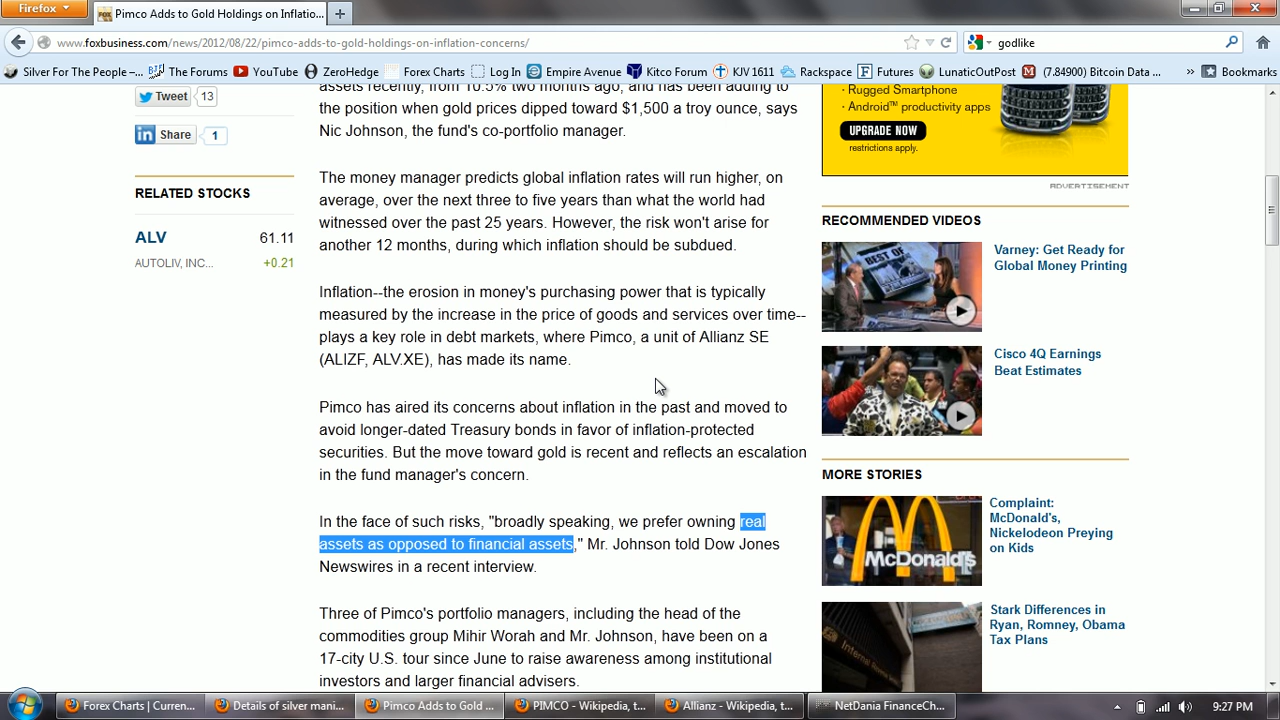 Firefox
Pimco Adds to Gold Holdings on Inflatio...
www.foxbusiness.com/news/2012/08/22/pimco-adds-to-gold-holdings-on-inflation-concerns/
godlike
Silver For The People –...
The Forums
YouTube
ZeroHedge
Forex Charts
Log In
Empire Avenue
Kitco Forum
KJV 1611
Rackspace
Futures
LunaticOutPost
(7.84900) Bitcoin Data ...
»
Bookmarks
Tweet 13
Share 1
RELATED STOCKS
ALV 61.11
AUTOLIV, INC... +0.21
assets recently, from 10.5% two months ago, and has been adding to
the position when gold prices dipped toward $1,500 a troy ounce, says
Nic Johnson, the fund's co-portfolio manager.
The money manager predicts global inflation rates will run higher, on
average, over the next three to five years than what the world had
witnessed over the past 25 years. However, the risk won't arise for
another 12 months, during which inflation should be subdued.
Inflation--the erosion in money's purchasing power that is typically
measured by the increase in the price of goods and services over time--
plays a key role in debt markets, where Pimco, a unit of Allianz SE
(ALIZF, ALV.XE), has made its name.
Pimco has aired its concerns about inflation in the past and moved to
avoid longer-dated Treasury bonds in favor of inflation-protected
securities. But the move toward gold is recent and reflects an escalation
in the fund manager's concern.
In the face of such risks, "broadly speaking, we prefer owning real
assets as opposed to financial assets," Mr. Johnson told Dow Jones
Newswires in a recent interview.
Three of Pimco's portfolio managers, including the head of the
commodities group Mihir Worah and Mr. Johnson, have been on a
17-city U.S. tour since June to raise awareness among institutional
investors and larger financial advisers.
• Rugged Smartphone
• Android™ productivity apps
UPGRADE NOW
restrictions apply.
ADVERTISEMENT
RECOMMENDED VIDEOS
BEST OF
Varney: Get Ready for
Global Money Printing
Cisco 4Q Earnings
Beat Estimates
MORE STORIES
McDonald's
Complaint:
McDonald's,
Nickelodeon Preying
on Kids
Stark Differences in
Ryan, Romney, Obama
Tax Plans
Forex Charts | Curren...
Details of silver mani...
Pimco Adds to Gold ...
PIMCO - Wikipedia, t...
Allianz - Wikipedia, t...
NetDania FinanceCh...
9:27 PM